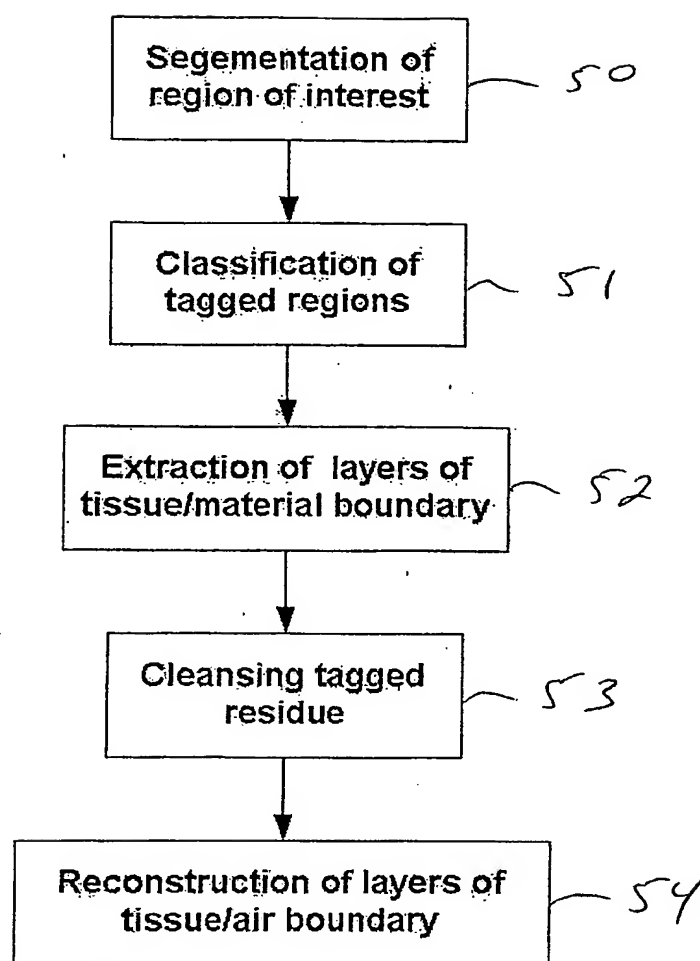 Segementation of
region of interest
50
Classification of
tagged regions
51
Extraction of layers of
tissue/material boundary
52
Cleansing tagged
residue
53
Reconstruction of layers of
tissue/air boundary
54